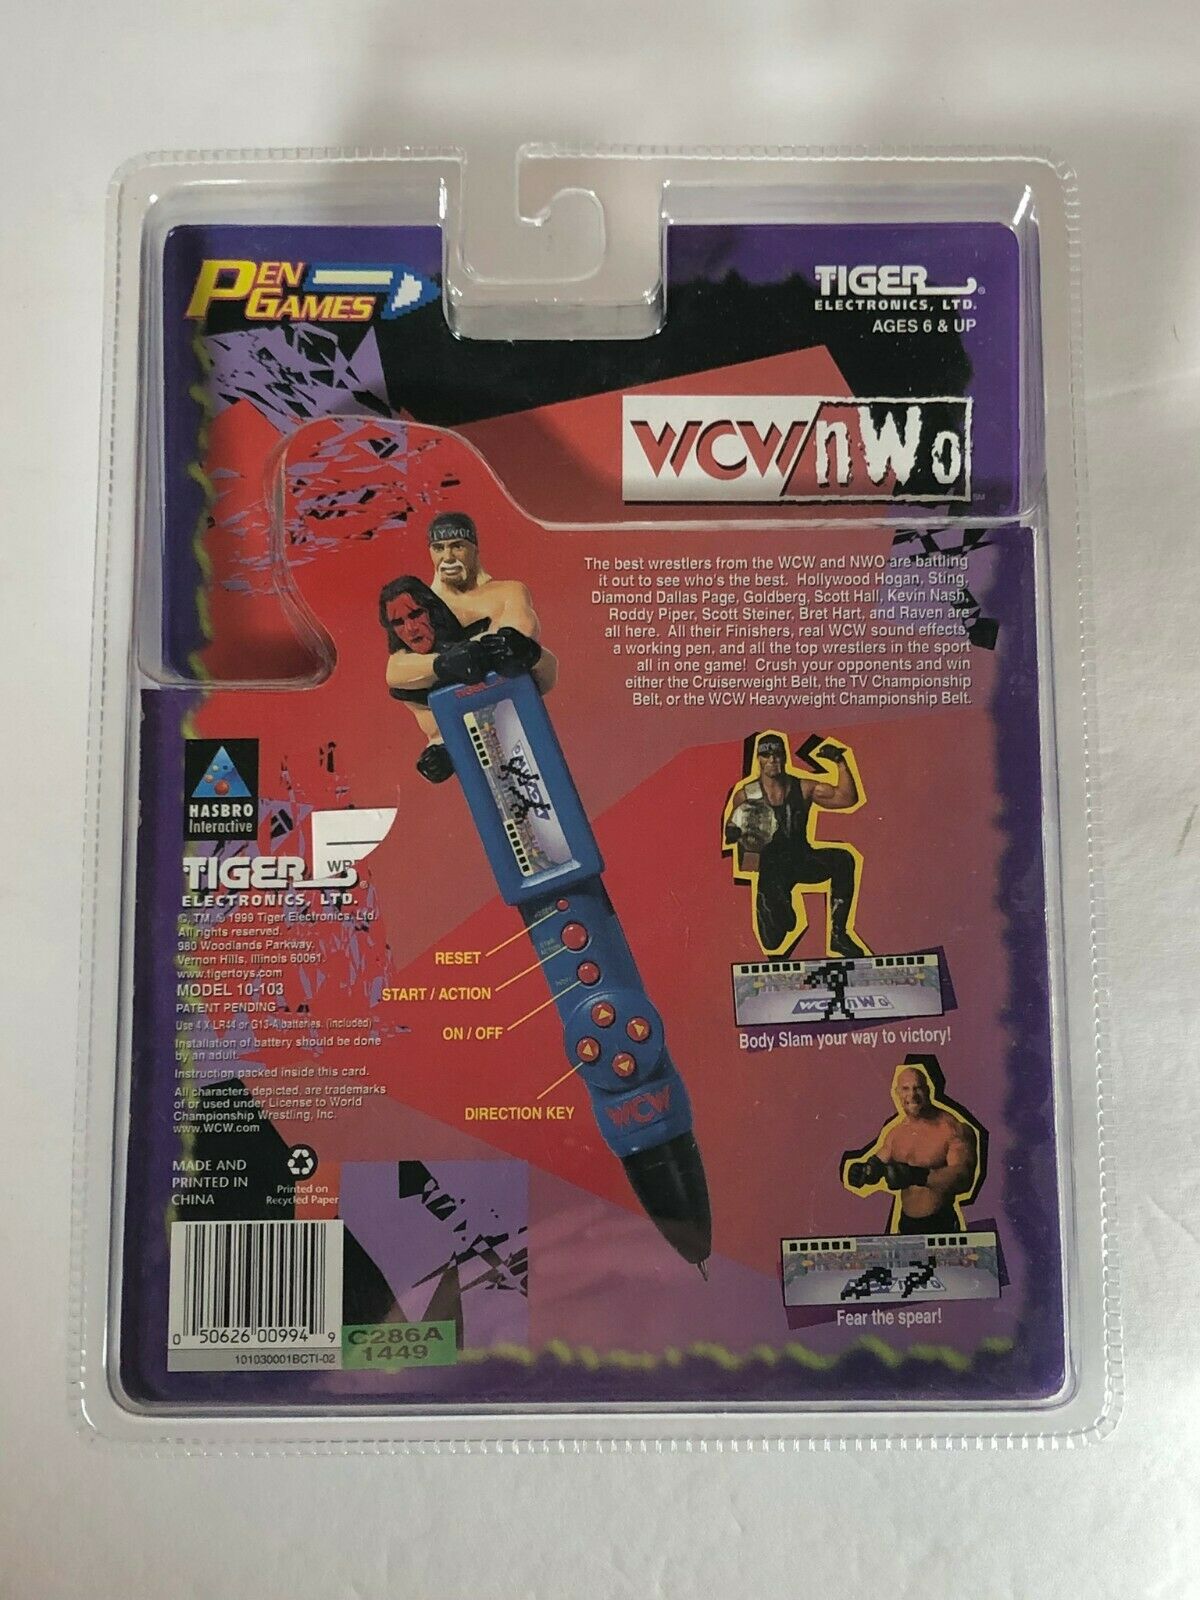 PEN
GAMES
TIGER®
ELECTRONICS, LTD.
AGES 6 & UP
WCW/nWo
SM
The best wrestlers from the WCW and NWO are battling
it out to see who's the best. Hollywood Hogan, Sting,
Diamond Dallas Page, Goldberg, Scott Hall, Kevin Nash,
Roddy Piper, Scott Steiner, Bret Hart, and Raven are
all here. All their Finishers, real WCW sound effects,
a working pen, and all the top wrestlers in the sport
all in one game! Crush your opponents and win
either the Cruiserweight Belt, the TV Championship
Belt, or the WCW Heavyweight Championship Belt.
TIGER
RESET
START / ACTION
ON / OFF
DIRECTION KEY
WCW
WCW nWo
Body Slam your way to victory!
Fear the spear!
HASBRO
Interactive
TIGER®
ELECTRONICS, LTD.
©, TM, ® 1999 Tiger Electronics, Ltd.
All rights reserved.
980 Woodlands Parkway.
Vernon Hills, Illinois 60061.
www.tigertoys.com
MODEL 10-103
PATENT PENDING
Use 4 X LR44 or G13-A batteries. (included)
Installation of battery should be done
by an adult.
Instruction packed inside this card.
All characters depicted, are trademarks
of or used under License to World
Championship Wrestling, Inc.
www.WCW.com
MADE AND
PRINTED IN
CHINA
Printed on
Recycled Paper
0 50626 00994 9
101030001BCTI-02
C286A
1449